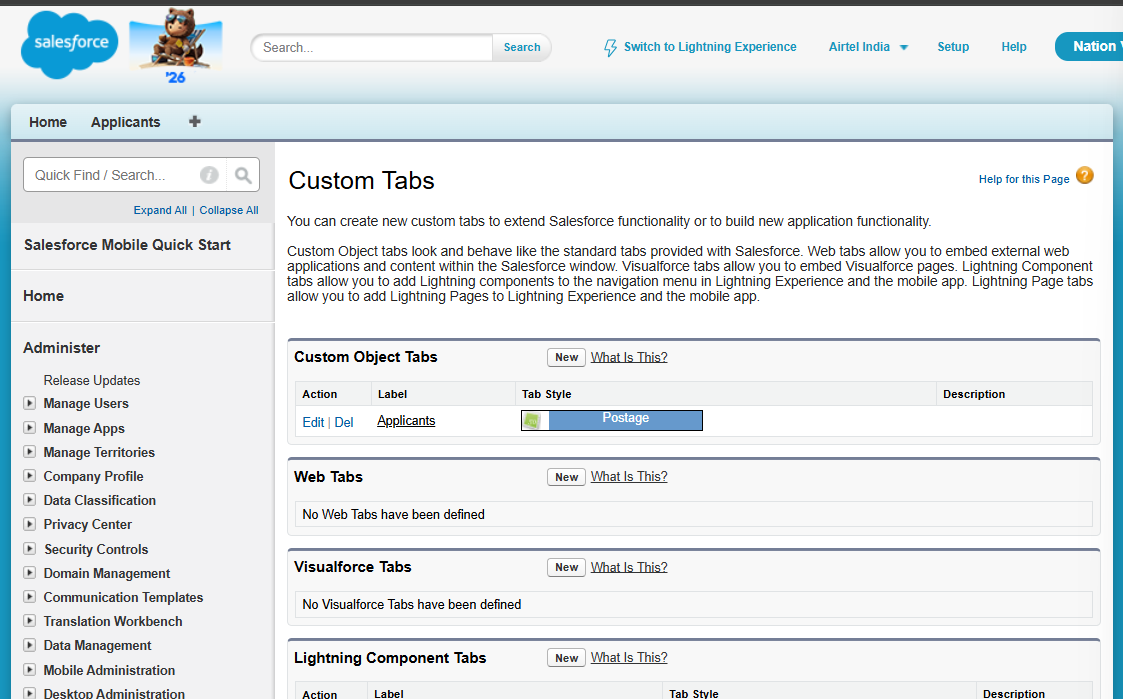 salesforce
'26
Search...
Search
Switch to Lightning Experience
Airtel India
Setup
Help
Nation
Home
Applicants
Quick Find / Search...
Expand All | Collapse All
Salesforce Mobile Quick Start
Home
Administer
Release Updates
Manage Users
Manage Apps
Manage Territories
Company Profile
Data Classification
Privacy Center
Security Controls
Domain Management
Communication Templates
Translation Workbench
Data Management
Mobile Administration
Desktop Administration
Custom Tabs
Help for this Page ?
You can create new custom tabs to extend Salesforce functionality or to build new application functionality.
Custom Object tabs look and behave like the standard tabs provided with Salesforce. Web tabs allow you to embed external web
applications and content within the Salesforce window. Visualforce tabs allow you to embed Visualforce pages. Lightning Component
tabs allow you to add Lightning components to the navigation menu in Lightning Experience and the mobile app. Lightning Page tabs
allow you to add Lightning Pages to Lightning Experience and the mobile app.
Custom Object Tabs New What Is This?
Action Label Tab Style Description
Edit | Del Applicants Postage
Web Tabs New What Is This?
No Web Tabs have been defined
Visualforce Tabs New What Is This?
No Visualforce Tabs have been defined
Lightning Component Tabs New What Is This?
Action Label Tab Style Description